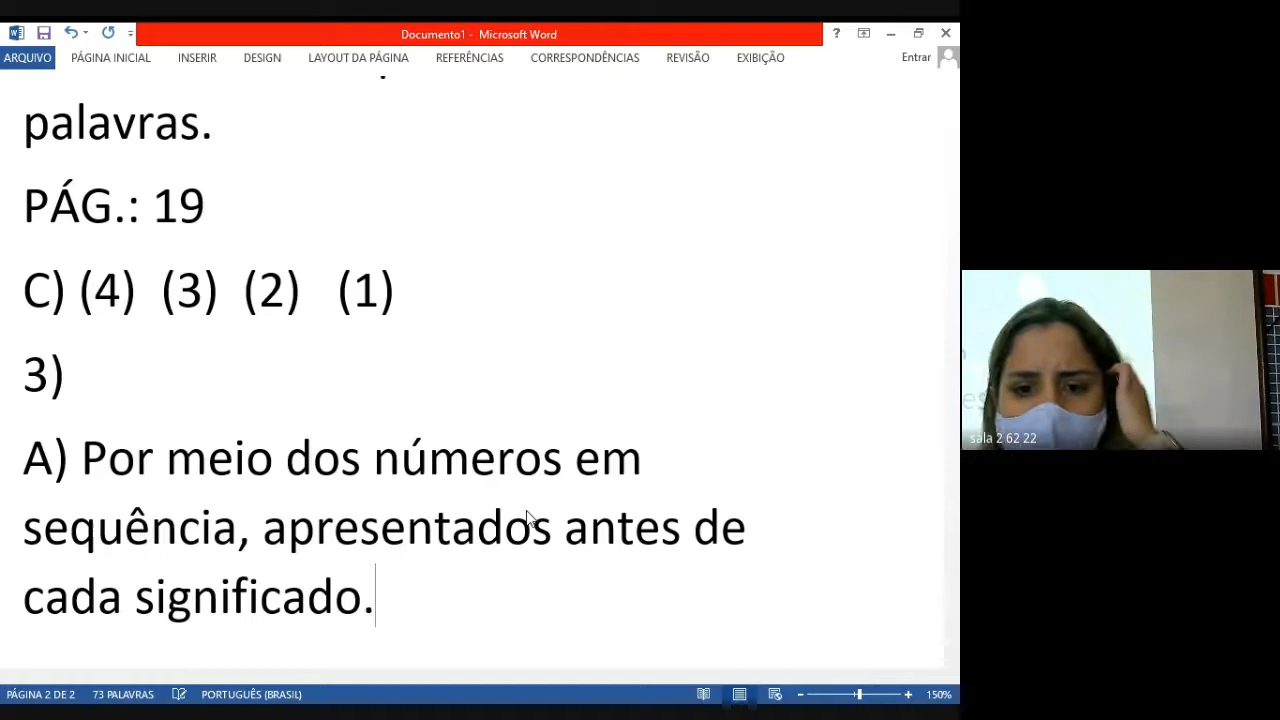 Documento1 - Microsoft Word
?
ARQUIVO PÁGINA INICIAL INSERIR DESIGN LAYOUT DA PÁGINA REFERÊNCIAS CORRESPONDÊNCIAS REVISÃO EXIBIÇÃO Entrar
palavras.
PÁG.: 19
C) (4) (3) (2) (1)
3)
A) Por meio dos números em
sequência, apresentados antes de
cada significado.
sala 2 62 22
PÁGINA 2 DE 2 73 PALAVRAS PORTUGUÊS (BRASIL) 150%